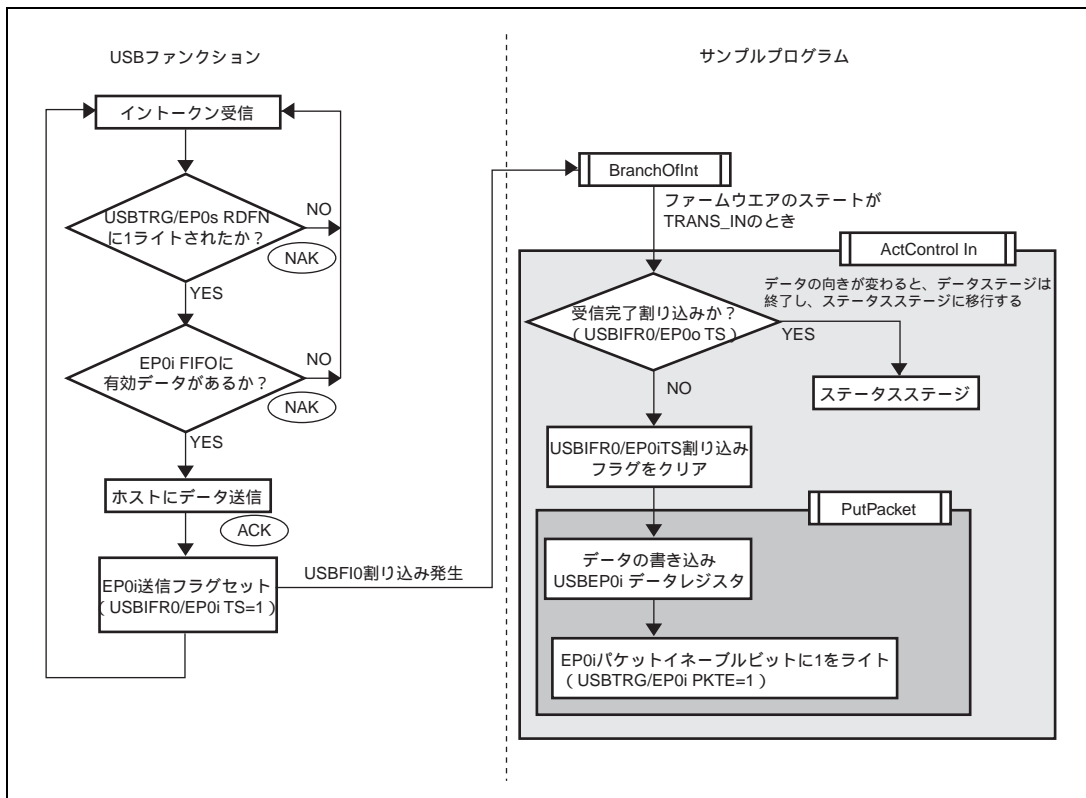 USBファンクション
サンプルプログラム
イントークン受信
USBTRG/EP0s RDFN
に1ライトされたか？
NO
NAK
YES
EP0i FIFOに
有効データがあるか？
NO
NAK
YES
ホストにデータ送信
ACK
EP0i送信フラグセット
（USBIFR0/EP0i TS=1）
USBFI0割り込み発生
BranchOfInt
ファームウエアのステートが
TRANS_INのとき
ActControl In
データの向きが変わると、データステージは
終了し、ステータスステージに移行する
受信完了割り込みか？
（USBIFR0/EP0o TS）
YES
NO
ステータスステージ
USBIFR0/EP0iTS割り込み
フラグをクリア
PutPacket
データの書き込み
USBEP0i データレジスタ
EP0iパケットイネーブルビットに1をライト
（USBTRG/EP0i PKTE=1）